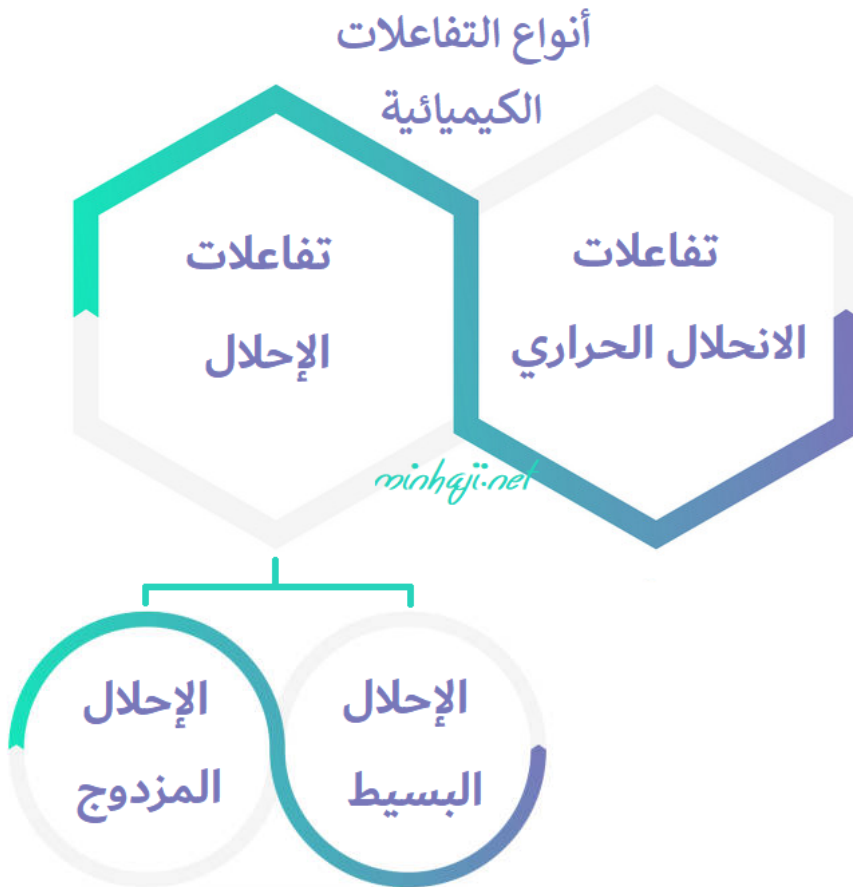 أنواع التفاعلات
الكيميائية
تفاعلات
الانحلال الحراري
تفاعلات
الإحلال
minhaji.net
الإحلال
البسيط
الإحلال
المزدوج